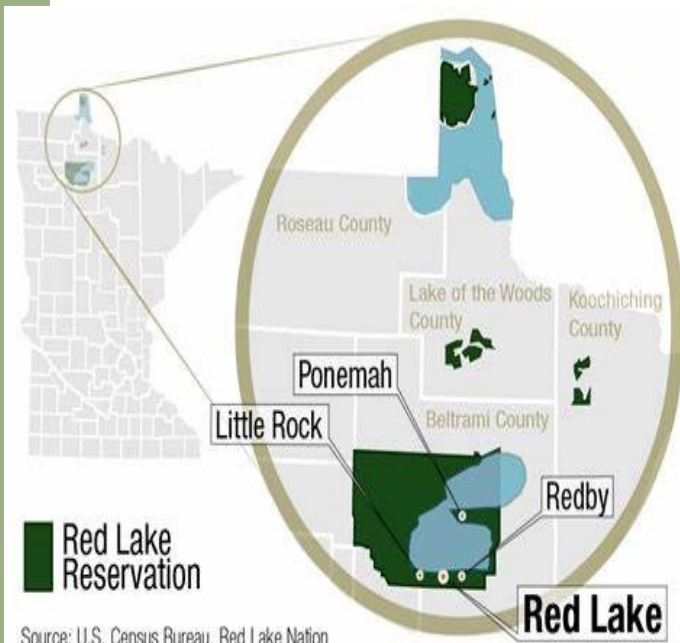 Roseau County
Lake of the Woods
County
Koochiching
County
Ponemah
Beltrami County
Little Rock
Redby
Red Lake
Reservation
Red Lake
Source: U.S. Census Bureau, Red Lake Nation